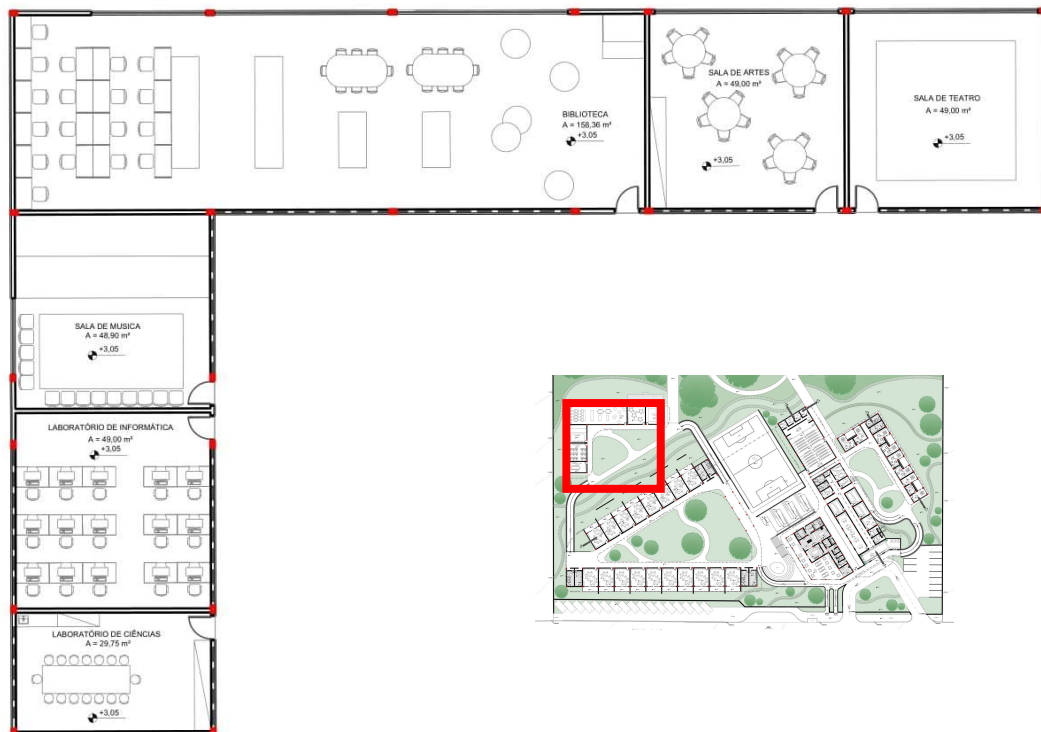 BIBLIOTECA
A = 158,36 m²
+3,05
SALA DE ARTES
A = 49,00 m²
+3,05
SALA DE TEATRO
A = 49,00 m²
+3,05
SALA DE MUSICA
A = 48,90 m²
+3,05
LABORATÓRIO DE INFORMÁTICA
A = 49,00 m²
+3,05
LABORATÓRIO DE CIÊNCIAS
A = 29,75 m²
+3,05